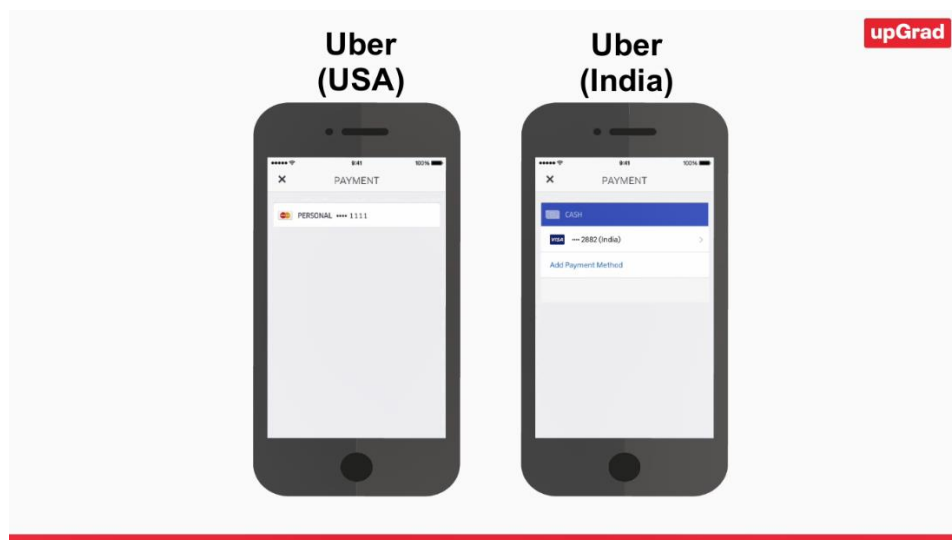 upGrad
Uber
(USA)
Uber
(India)
9:41
100%
PAYMENT
PERSONAL •••• 1111
9:41
100%
PAYMENT
CASH
VISA
•••• 2882 (India)
Add Payment Method